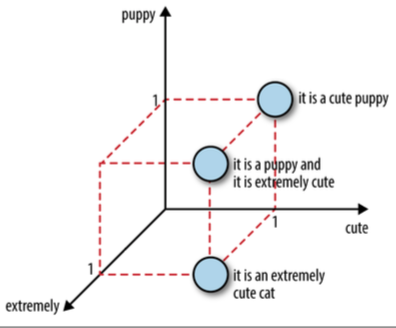 puppy
1
it is a cute puppy
it is a puppy and
it is extremely cute
1
cute
1
it is an extremely
cute cat
extremely